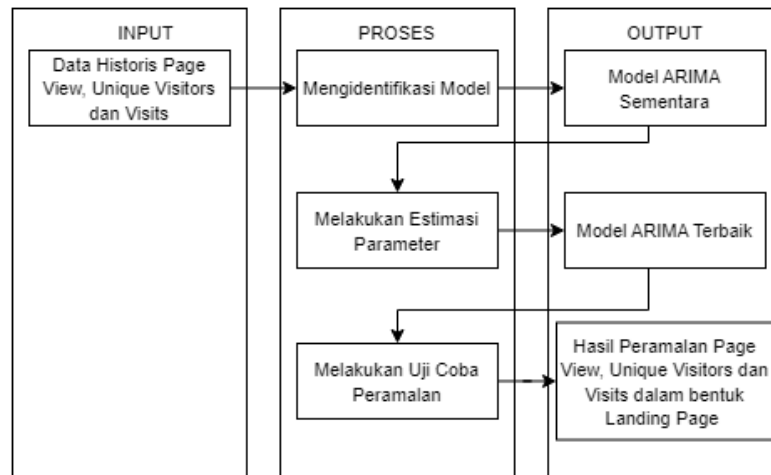 INPUT
PROSES
OUTPUT
Data Historis Page
View, Unique Visitors
dan Visits
Mengidentifikasi Model
Model ARIMA
Sementara
Melakukan Estimasi
Parameter
Model ARIMA Terbaik
Melakukan Uji Coba
Peramalan
Hasil Peramalan Page
View, Unique Visitors dan
Visits dalam bentuk
Landing Page